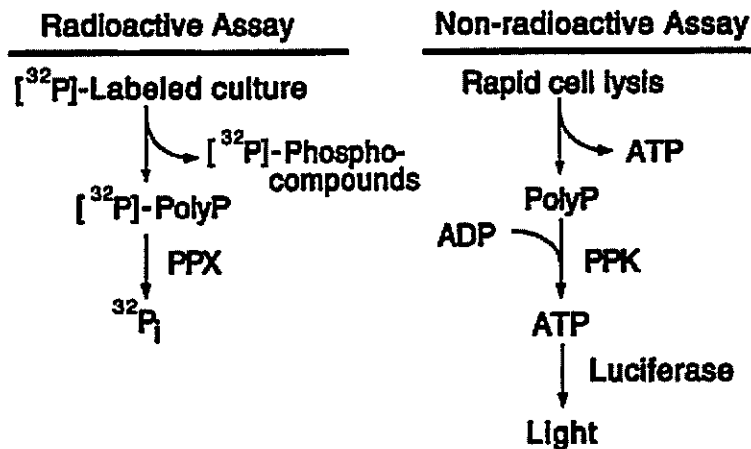 Radioactive Assay
[³²P]-Labeled culture
[³²P]-Phospho-
compounds
[³²P]-PolyP
PPX
³²Pi
Non-radioactive Assay
Rapid cell lysis
ATP
PolyP
ADP
PPK
ATP
Luciferase
Light